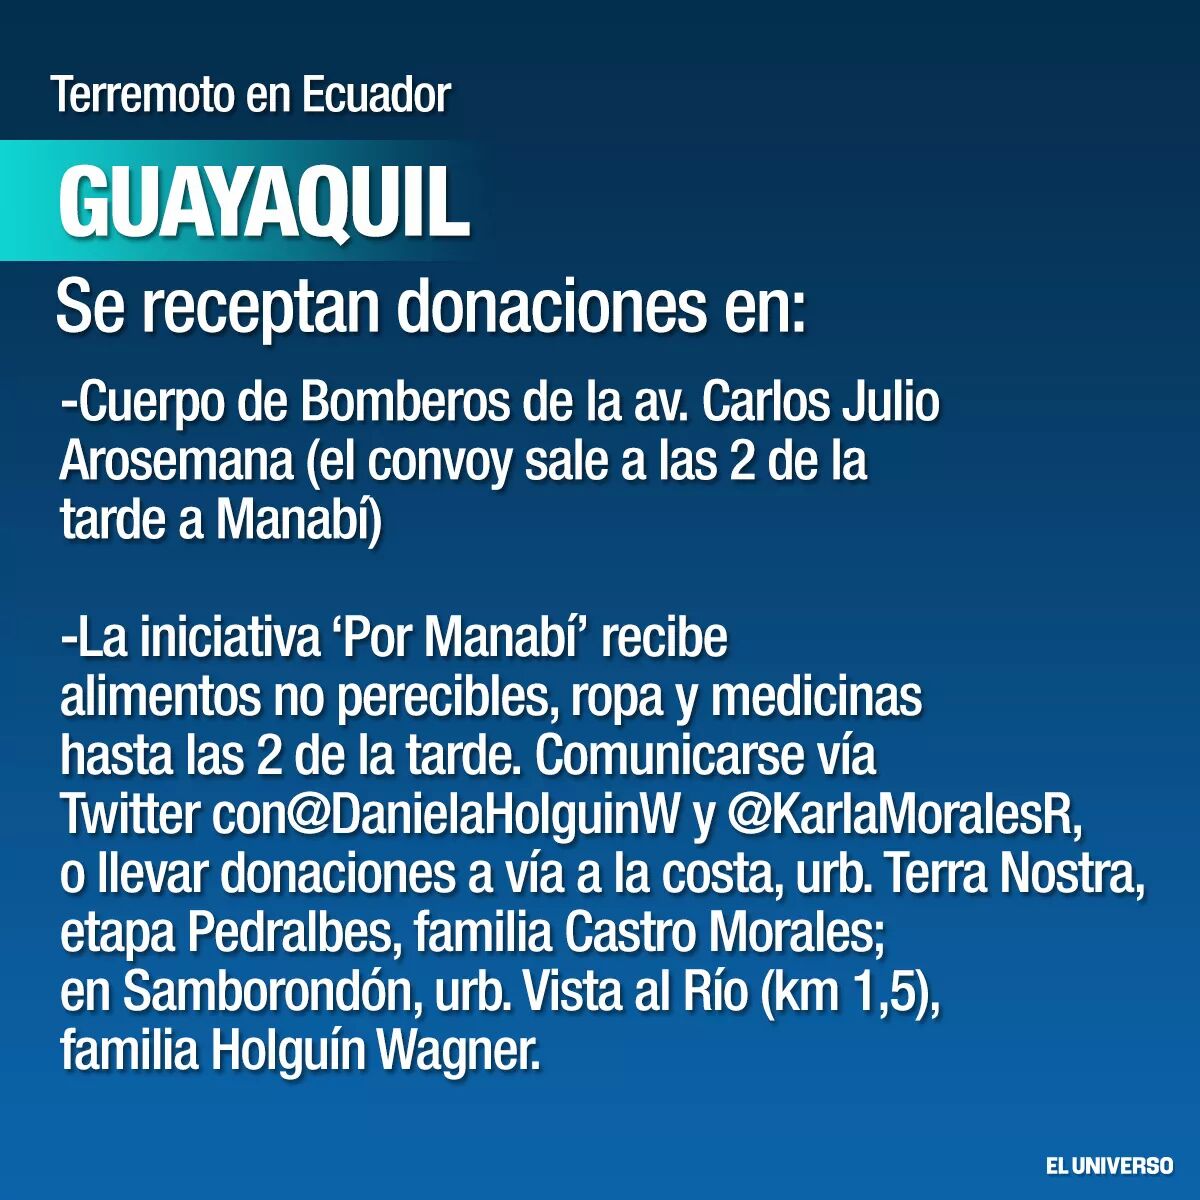 Terremoto en Ecuador
GUAYAQUIL
Se receptan donaciones en:
-Cuerpo de Bomberos de la av. Carlos Julio
Arosemana (el convoy sale a las 2 de la
tarde a Manabí)
-La iniciativa ‘Por Manabí’ recibe
alimentos no perecibles, ropa y medicinas
hasta las 2 de la tarde. Comunicarse vía
Twitter con@DanielaHolguinW y @KarlaMoralesR,
o llevar donaciones a vía a la costa, urb. Terra Nostra,
etapa Pedralbes, familia Castro Morales;
en Samborondón, urb. Vista al Río (km 1,5),
familia Holguín Wagner.
EL UNIVERSO